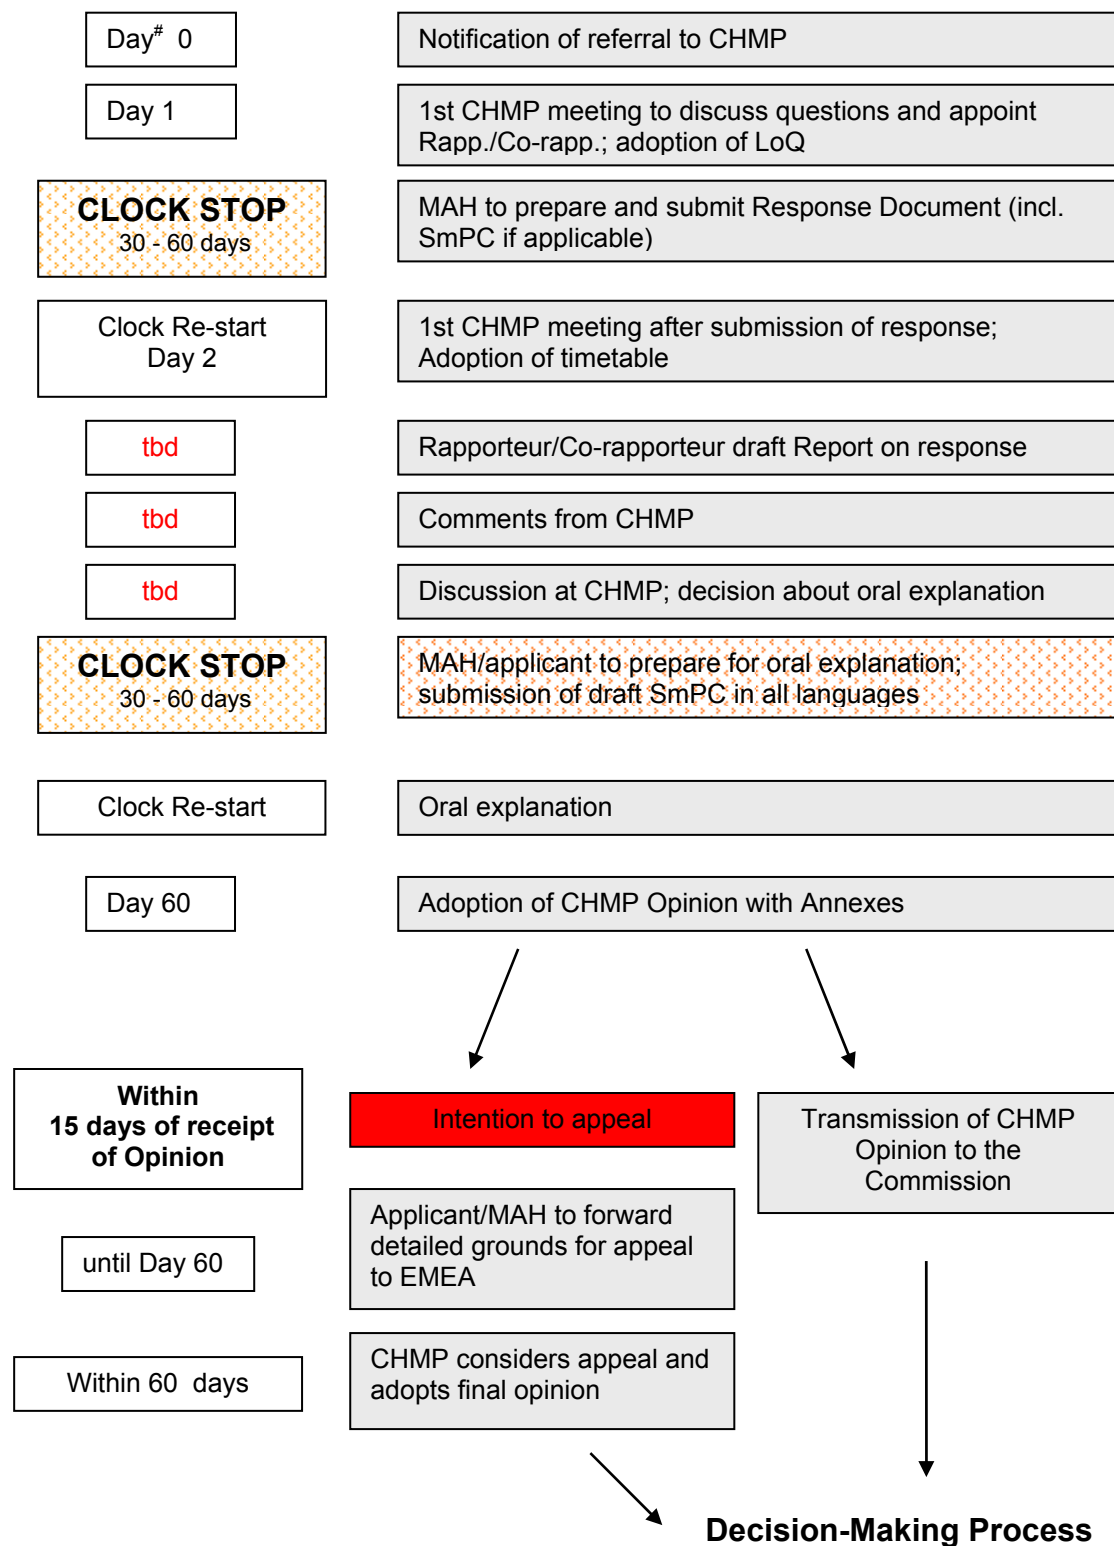 Day# 0
Notification of referral to CHMP
Day 1
1st CHMP meeting to discuss questions and appoint
Rapp./Co-rapp.; adoption of LoQ
CLOCK STOP
30 - 60 days
MAH to prepare and submit Response Document (incl.
SmPC if applicable)
Clock Re-start
Day 2
1st CHMP meeting after submission of response;
Adoption of timetable
tbd
Rapporteur/Co-rapporteur draft Report on response
tbd
Comments from CHMP
tbd
Discussion at CHMP; decision about oral explanation
CLOCK STOP
30 - 60 days
MAH/applicant to prepare for oral explanation;
submission of draft SmPC in all languages
Clock Re-start
Oral explanation
Day 60
Adoption of CHMP Opinion with Annexes
Within
15 days of receipt
of Opinion
Intention to appeal
Transmission of CHMP
Opinion to the
Commission
until Day 60
Applicant/MAH to forward
detailed grounds for appeal
to EMEA
Within 60 days
CHMP considers appeal and
adopts final opinion
Decision-Making Process